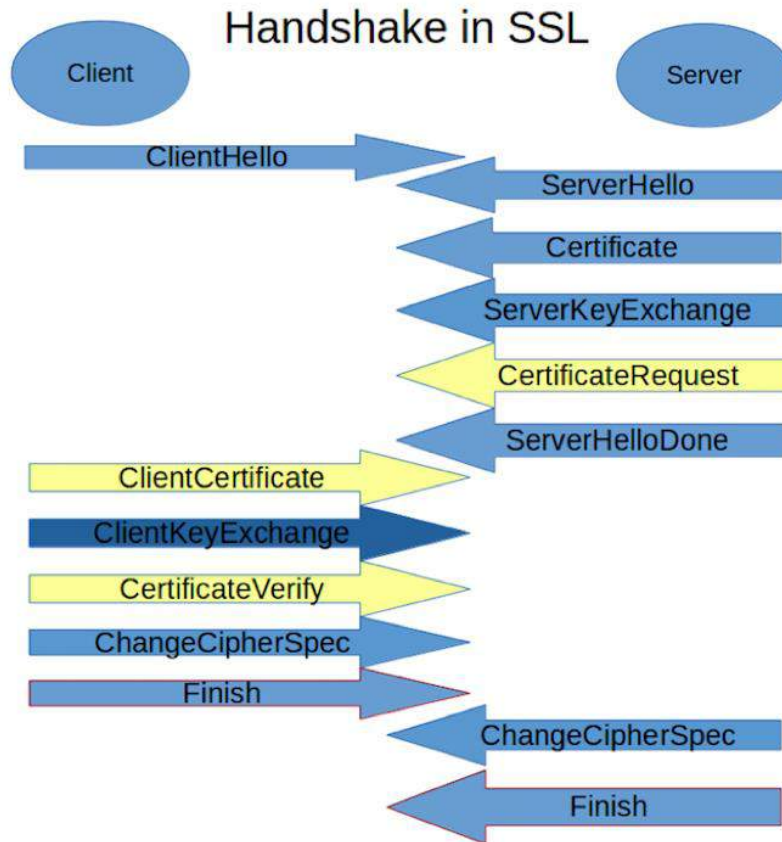 Handshake in SSL
Client
Server
ClientHello
ServerHello
Certificate
ServerKeyExchange
CertificateRequest
ServerHelloDone
ClientCertificate
ClientKeyExchange
CertificateVerify
ChangeCipherSpec
Finish
ChangeCipherSpec
Finish